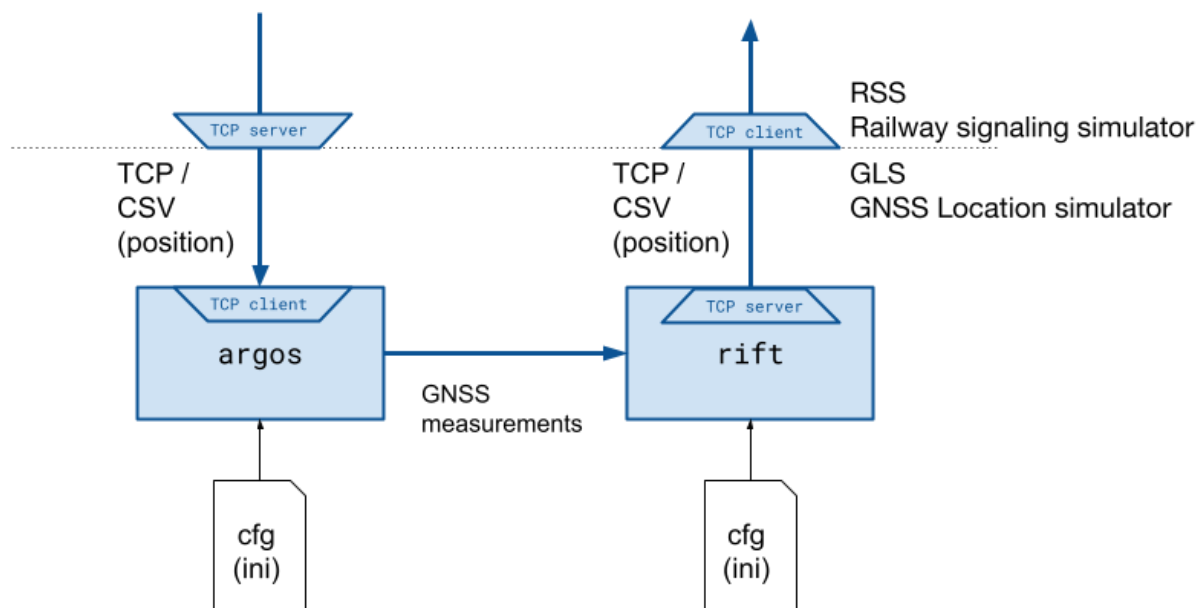 TCP server
TCP client
RSS
Railway signaling simulator
TCP /
CSV
(position)
TCP /
CSV
(position)
GLS
GNSS Location simulator
TCP client
argos
TCP server
rift
GNSS
measurements
cfg
(ini)
cfg
(ini)